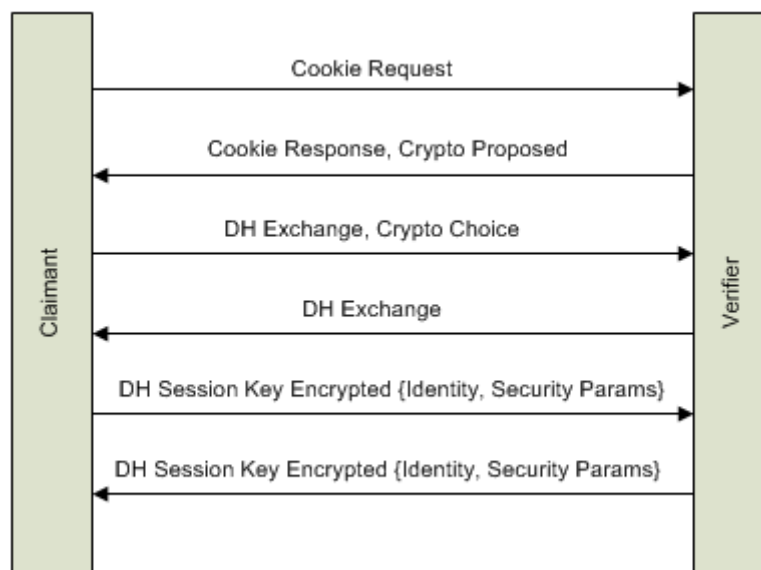 Cookie Request
Cookie Response, Crypto Proposed
DH Exchange, Crypto Choice
Claimant
Verifier
DH Exchange
DH Session Key Encrypted {Identity, Security Params}
DH Session Key Encrypted {Identity, Security Params}